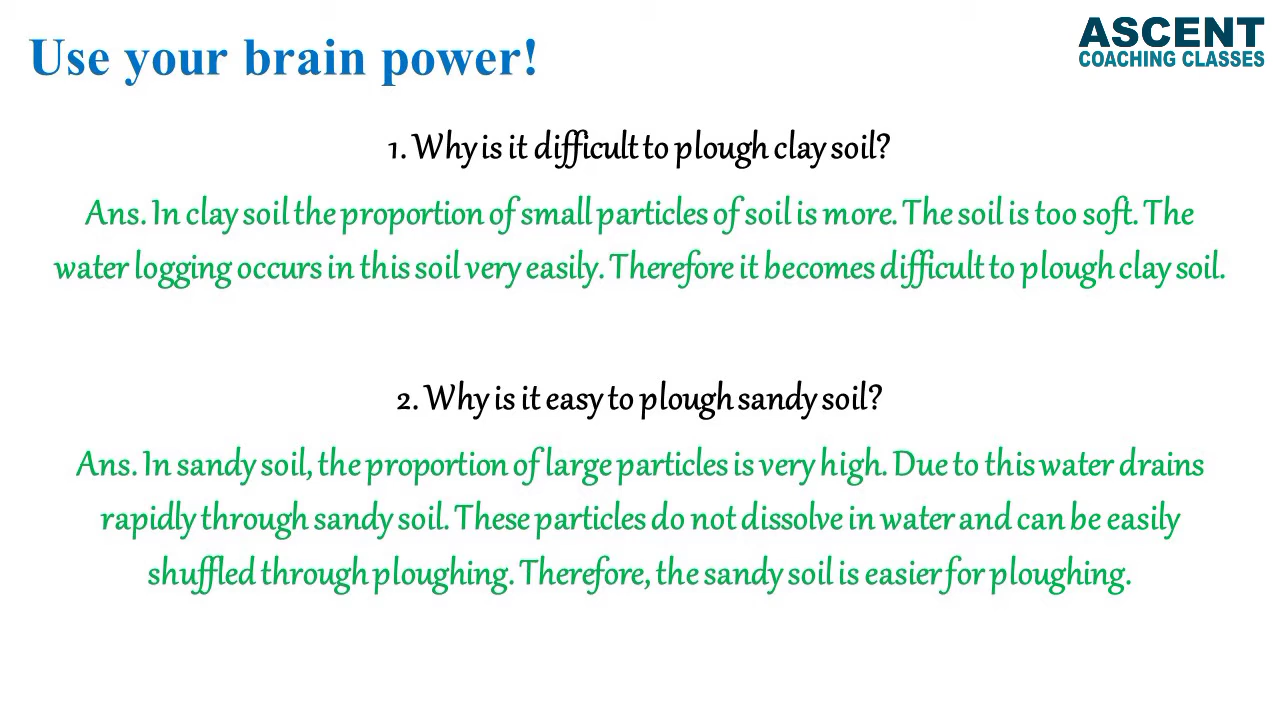 Use your brain power!
ASCENT
COACHING CLASSES
1. Why is it difficult to plough clay soil?
Ans. In clay soil the proportion of small particles of soil is more. The soil is too soft. The
water logging occurs in this soil very easily. Therefore it becomes difficult to plough clay soil.
2. Why is it easy to plough sandy soil?
Ans. In sandy soil, the proportion of large particles is very high. Due to this water drains
rapidly through sandy soil. These particles do not dissolve in water and can be easily
shuffled through ploughing. Therefore, the sandy soil is easier for ploughing.